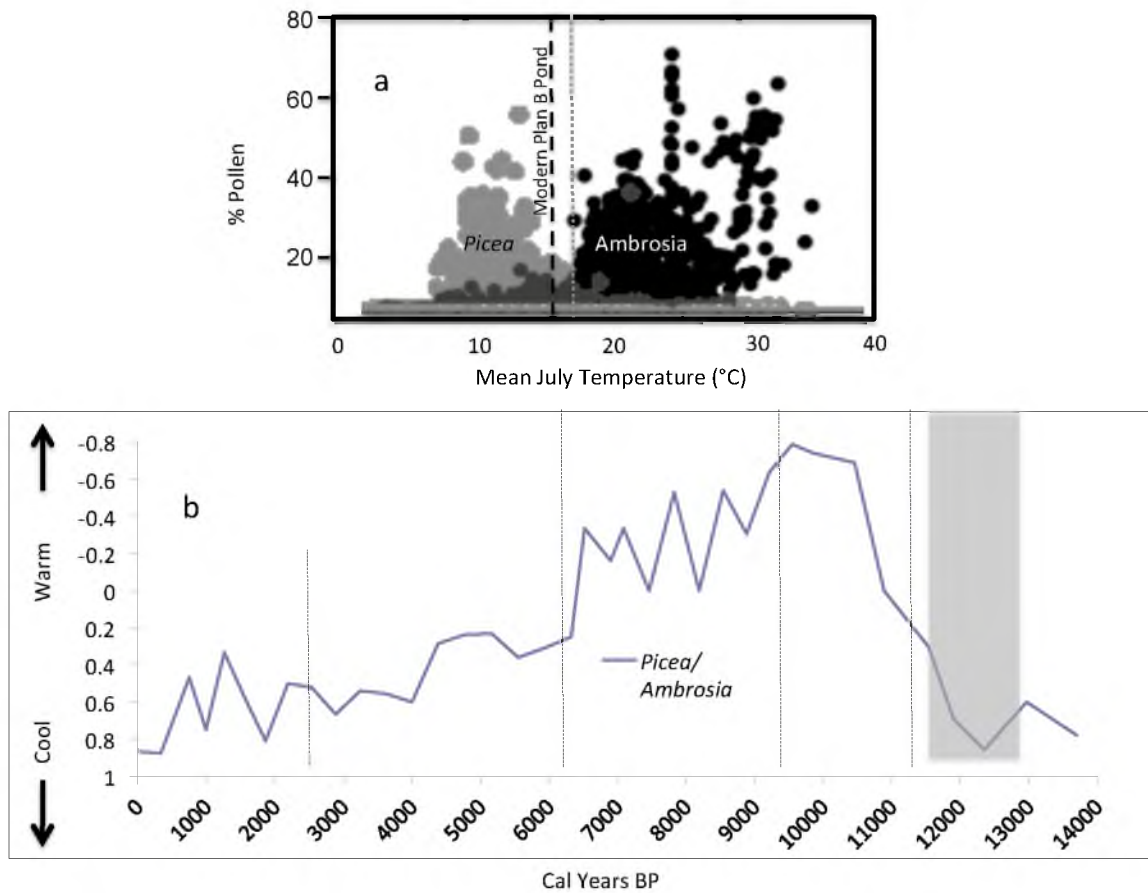 80
60
40
20
% Pollen
a
Modern Plan B Pond
Picea
Ambrosia
0
10
20
30
40
Mean July Temperature (°C)
Warm
Cool
-0.8
-0.6
-0.4
-0.2
0
0.2
0.4
0.6
0.8
1
b
Picea/
Ambrosia
0
1000
2000
3000
4000
5000
6000
7000
8000
9000
10000
11000
12000
13000
14000
Cal Years BP